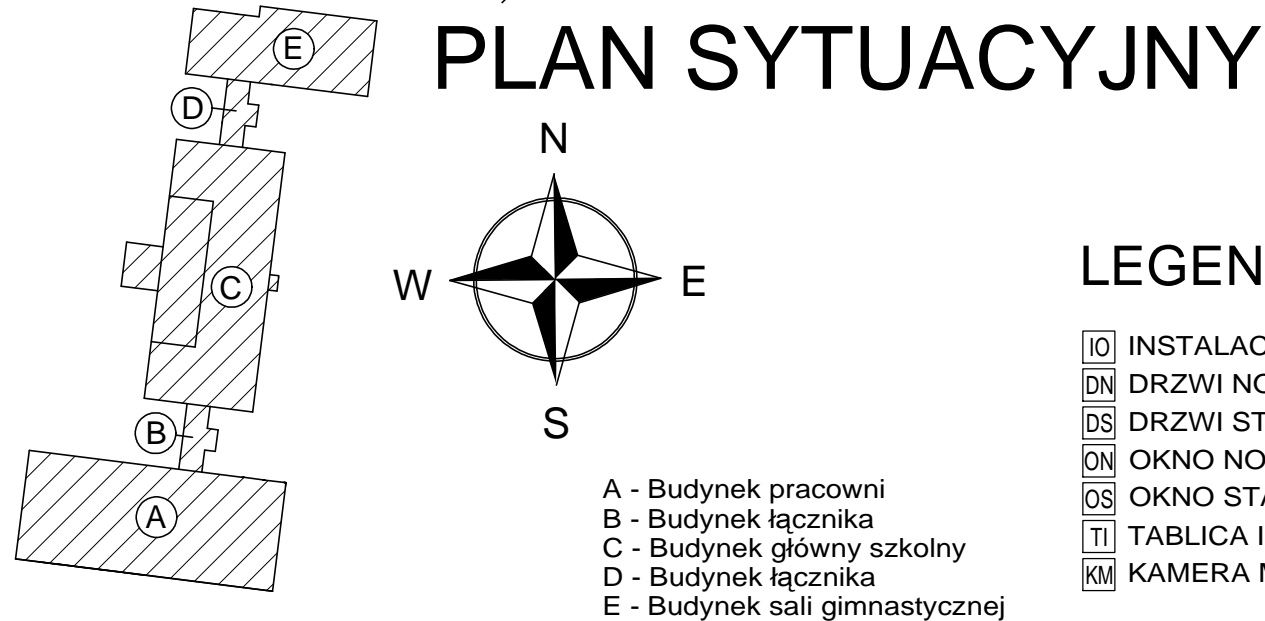 PLAN SYTUACYJNY
E
D
C
B
A
N
W
E
S
A - Budynek pracowni
B - Budynek łącznika
C - Budynek główny szkolny
D - Budynek łącznika
E - Budynek sali gimnastycznej
LEGEN
IO INSTALAC
DN DRZWI NO
DS DRZWI ST
ON OKNO NO
OS OKNO STA
TI TABLICA I
KM KAMERA M